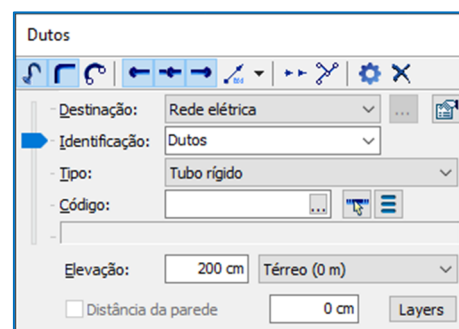 Dutos
Destinação: Rede elétrica ...
Identificação: Dutos
Tipo: Tubo rígido
Código: ...
Elevação: 200 cm Térreo (0 m)
Distância da parede 0 cm Layers